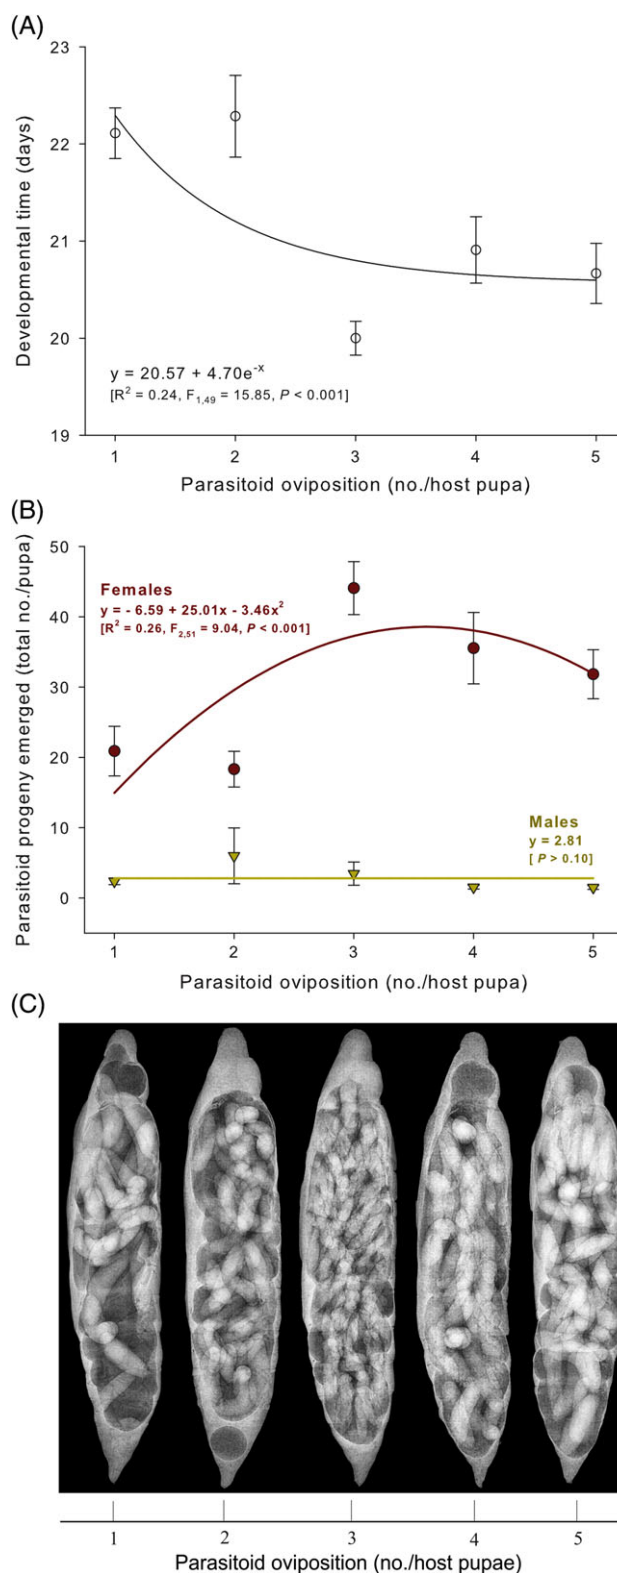 (A)
23
22
21
20
19
Developmental time (days)
y = 20.57 + 4.70e^-x
[R² = 0.24, F1,49 = 15.85, P < 0.001]
1 2 3 4 5
Parasitoid oviposition (no./host pupa)
(B)
50
40
30
20
10
0
Parasitoid progeny emerged (total no./pupa)
Females
y = - 6.59 + 25.01x - 3.46x²
[R² = 0.26, F2,51 = 9.04, P < 0.001]
Males
y = 2.81
[ P > 0.10]
1 2 3 4 5
Parasitoid oviposition (no./host pupa)
(C)
1 2 3 4 5
Parasitoid oviposition (no./host pupae)